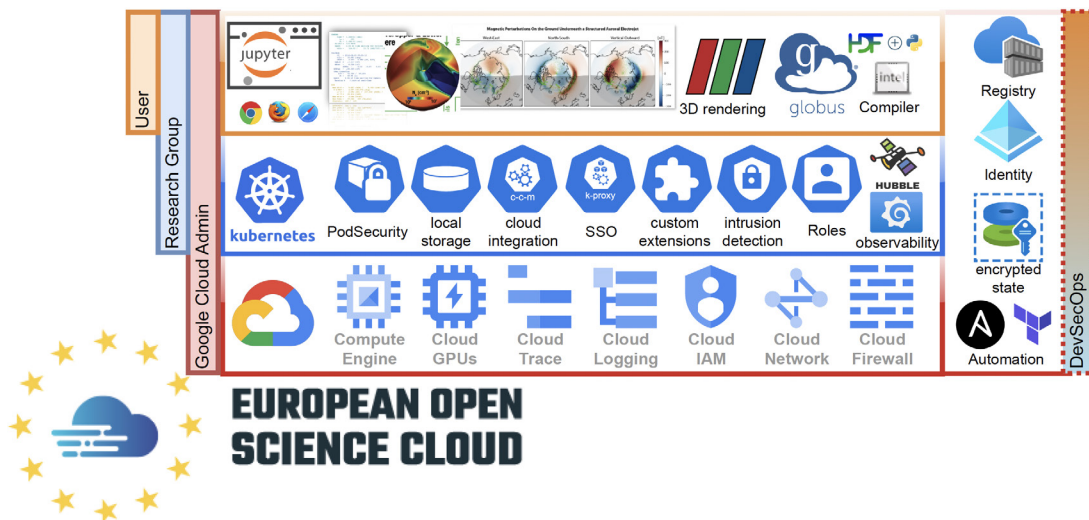 User
Research Group
Google Cloud Admin
DevSecOps
jupyter
Magnetic Perturbations On the Ground Underneath a Structured Auroral Electrojet
3D rendering
g
globus
HDF
intel
Compiler
Registry
kubernetes
PodSecurity
local
storage
c-c-m
cloud
integration
k-proxy
SSO
custom
extensions
intrusion
detection
Roles
HUBBLE
observability
Identity
encrypted
state
Compute
Engine
Cloud
GPUs
Cloud
Trace
Cloud
Logging
Cloud
IAM
Cloud
Network
Cloud
Firewall
A
Automation
EUROPEAN OPEN
SCIENCE CLOUD